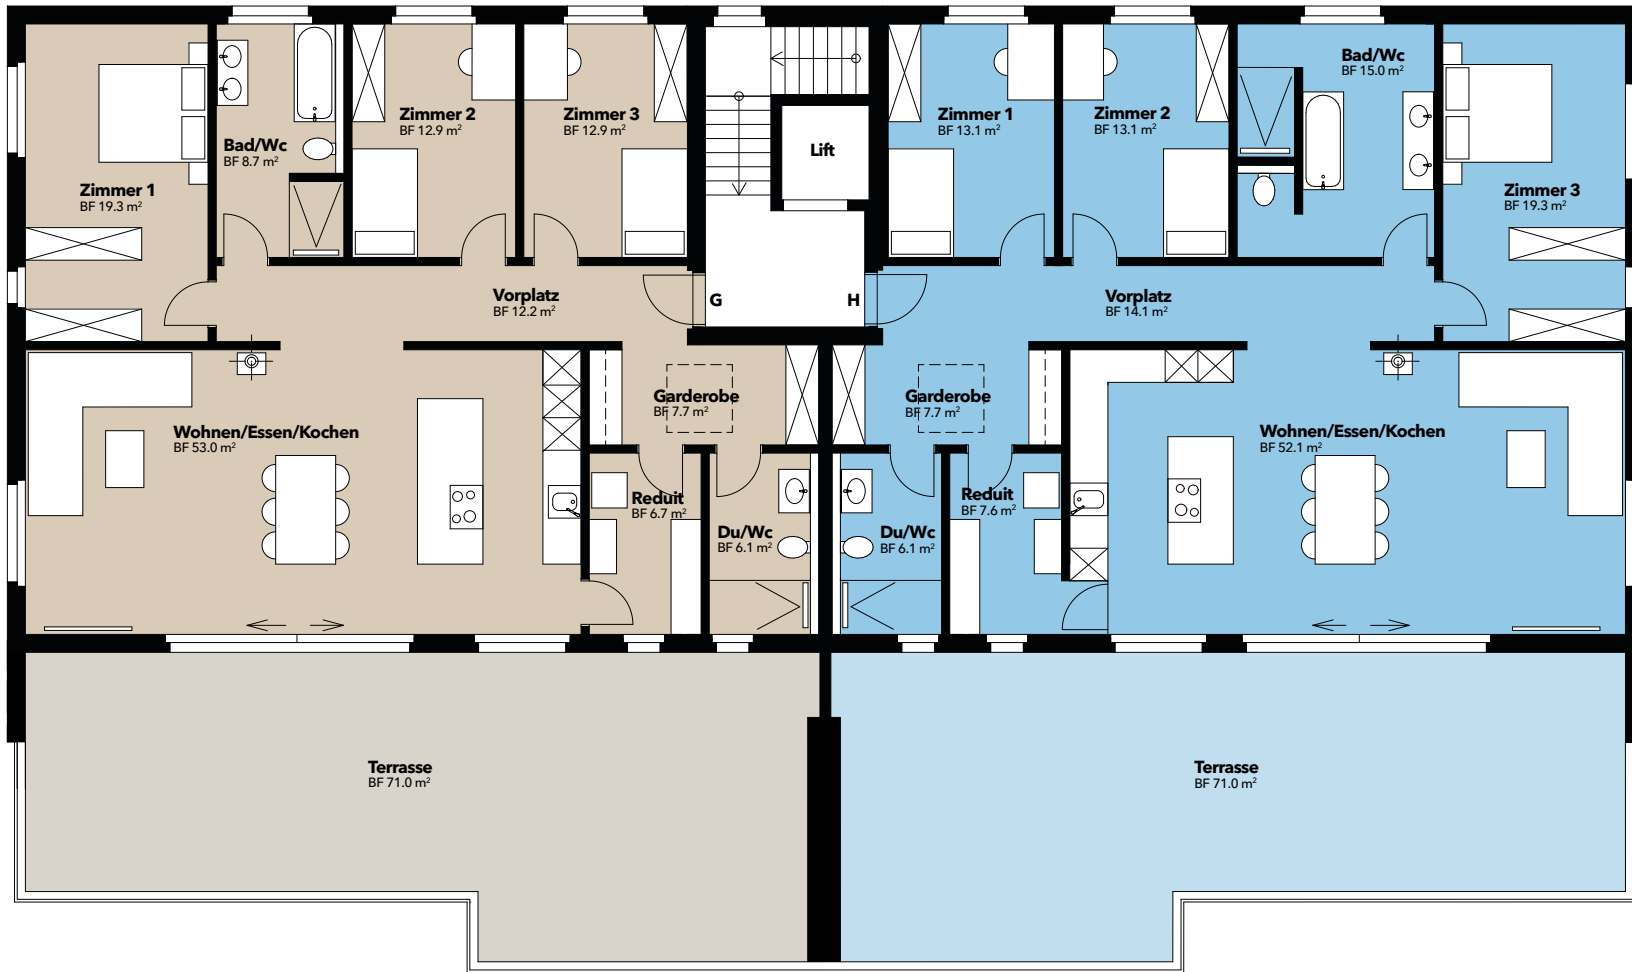 Zimmer 1
BF 19.3 m²
Bad/Wc
BF 8.7 m²
Zimmer 2
BF 12.9 m²
Zimmer 3
BF 12.9 m²
Lift
Zimmer 1
BF 13.1 m²
Zimmer 2
BF 13.1 m²
Bad/Wc
BF 15.0 m²
Zimmer 3
BF 19.3 m²
Vorplatz
BF 12.2 m²
G
H
Vorplatz
BF 14.1 m²
Wohnen/Essen/Kochen
BF 53.0 m²
Garderobe
BF 7.7 m²
Garderobe
BF 7.7 m²
Wohnen/Essen/Kochen
BF 52.1 m²
Reduit
BF 6.7 m²
Du/Wc
BF 6.1 m²
Du/Wc
BF 6.1 m²
Reduit
BF 7.6 m²
Terrasse
BF 71.0 m²
Terrasse
BF 71.0 m²